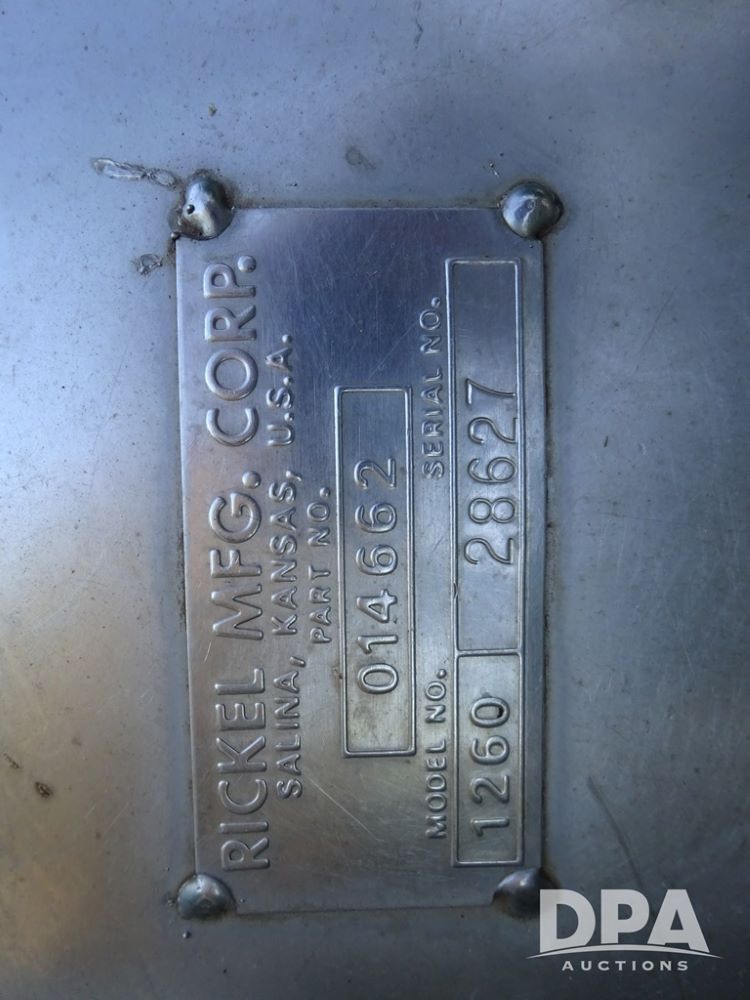 RICKEL MFG. CORP.
SALINA, KANSAS, U.S.A.
PART NO.
014662
MODEL NO. SERIAL NO.
1260 28627
DPA
AUCTIONS